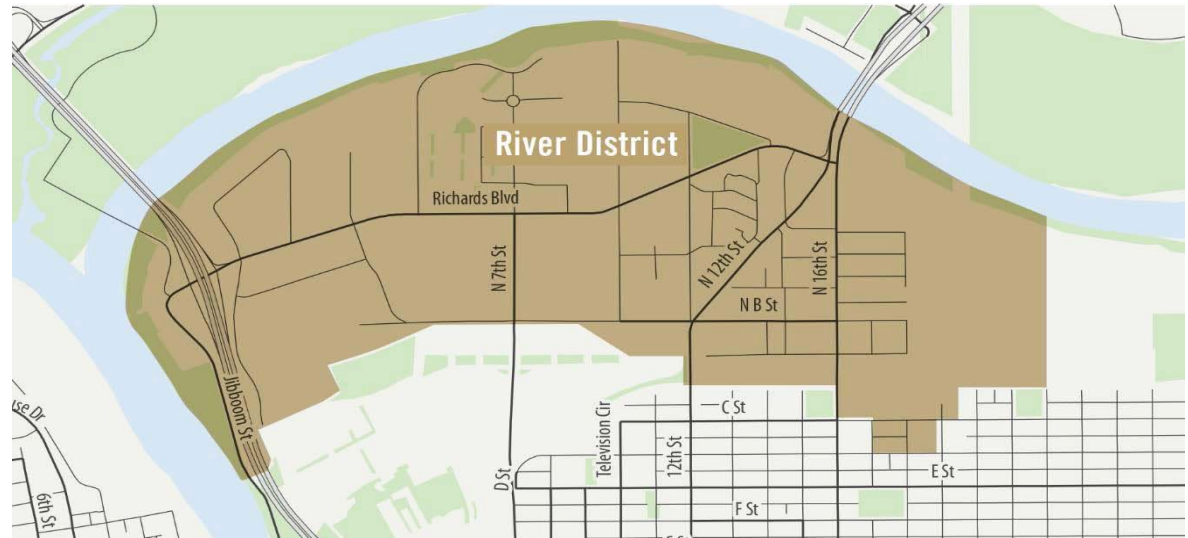 River District
Richards Blvd
N 7th St
N 12th St
N 16th St
N B St
Jibboom St
C St
Television Cir
12th St
D St
E St
F St
6th St